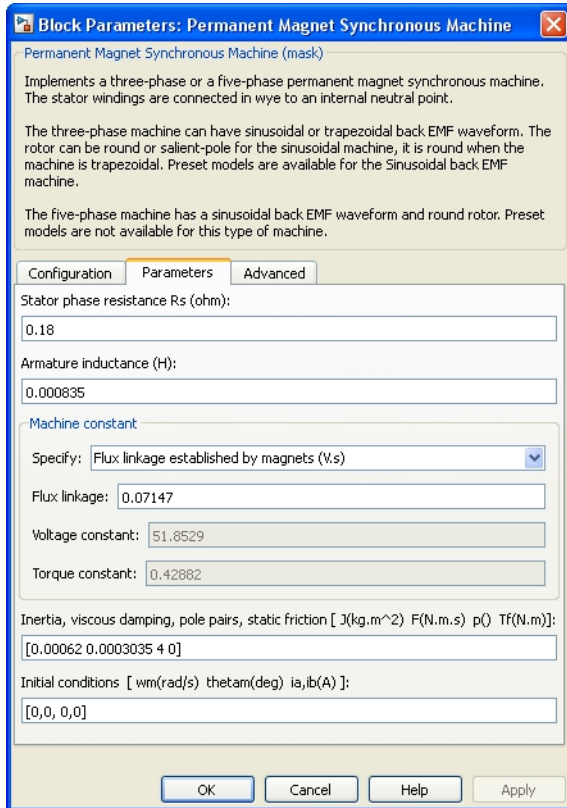 Block Parameters: Permanent Magnet Synchronous Machine
Permanent Magnet Synchronous Machine (mask)
Implements a three-phase or a five-phase permanent magnet synchronous machine.
The stator windings are connected in wye to an internal neutral point.
The three-phase machine can have sinusoidal or trapezoidal back EMF waveform. The
rotor can be round or salient-pole for the sinusoidal machine, it is round when the
machine is trapezoidal. Preset models are available for the Sinusoidal back EMF
machine.
The five-phase machine has a sinusoidal back EMF waveform and round rotor. Preset
models are not available for this type of machine.
Configuration Parameters Advanced
Stator phase resistance Rs (ohm):
0.18
Armature inductance (H):
0.000835
Machine constant
Specify: Flux linkage established by magnets (V.s)
Flux linkage: 0.07147
Voltage constant: 51.8529
Torque constant: 0.42882
Inertia, viscous damping, pole pairs, static friction [ J(kg.m^2)  F(N.m.s)  p()  Tf(N.m)]:
[0.00062 0.0003035 4 0]
Initial conditions  [ wm(rad/s)  thetam(deg)  ia,ib(A) ]:
[0,0, 0,0]
OK Cancel Help Apply